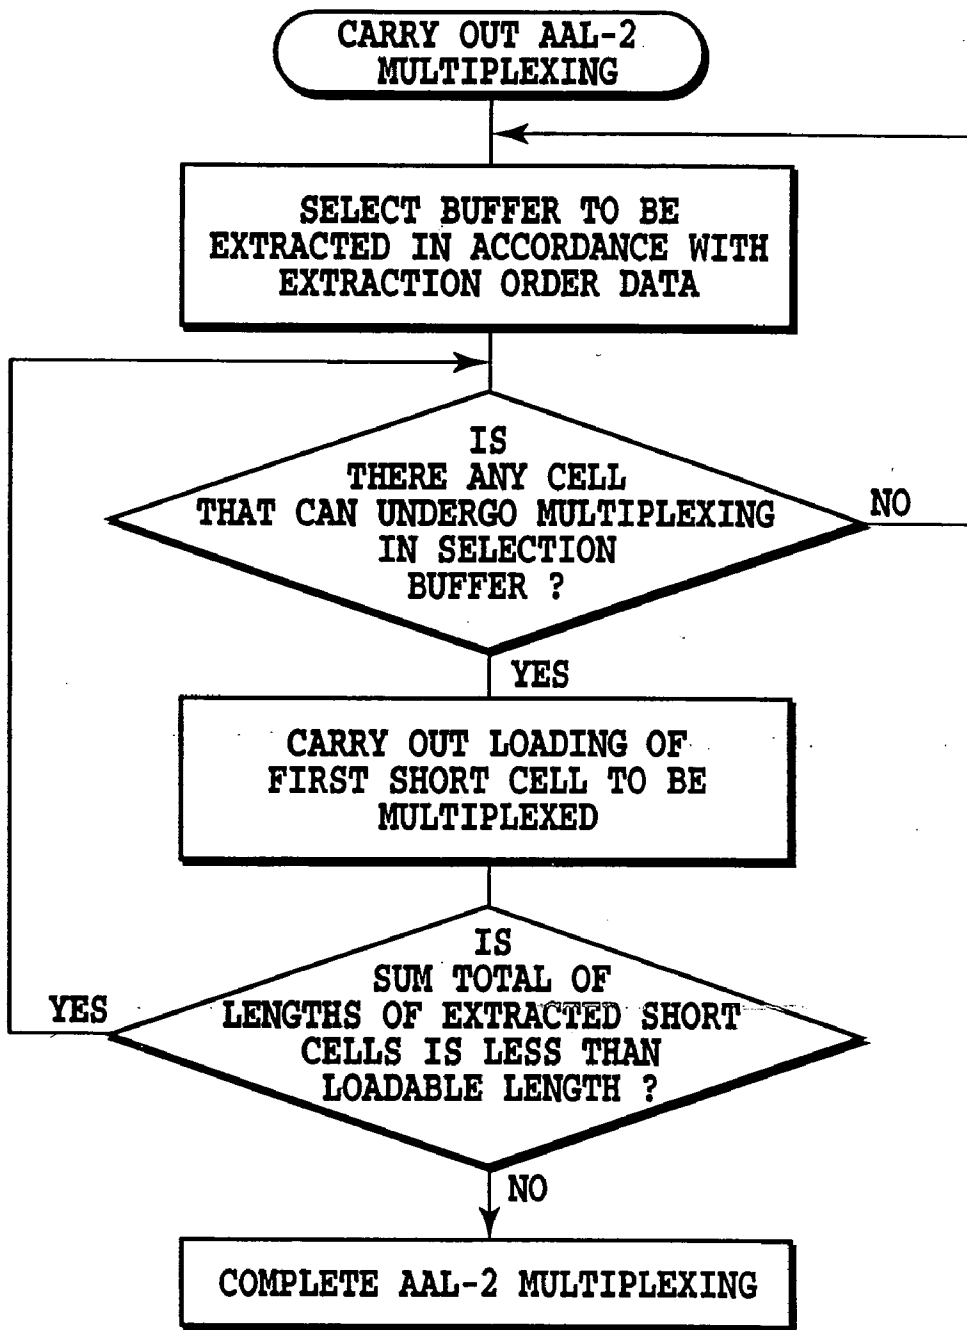 CARRY OUT AAL-2
MULTIPLEXING
SELECT BUFFER TO BE
EXTRACTED IN ACCORDANCE WITH
EXTRACTION ORDER DATA
IS
THERE ANY CELL
THAT CAN UNDERGO MULTIPLEXING
IN SELECTION
BUFFER ?
NO
YES
CARRY OUT LOADING OF
FIRST SHORT CELL TO BE
MULTIPLEXED
IS
SUM TOTAL OF
LENGTHS OF EXTRACTED SHORT
CELLS IS LESS THAN
LOADABLE LENGTH ?
YES
NO
COMPLETE AAL-2 MULTIPLEXING